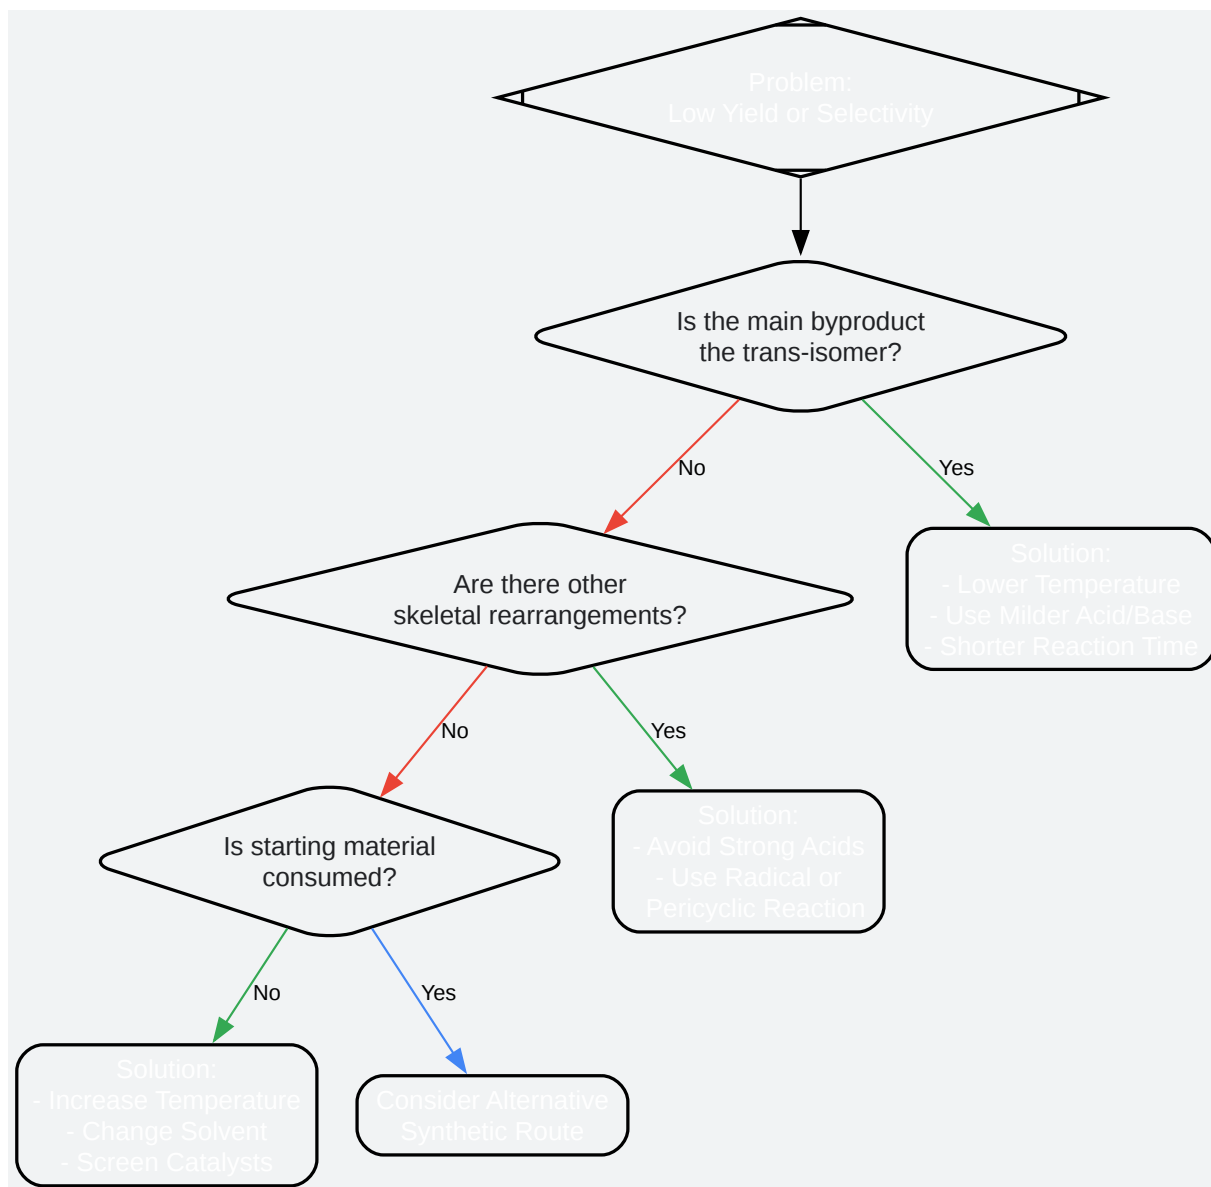 Problem:
Low Yield or Selectivity
Is the main byproduct
the trans-isomer?
No
Yes
Are there other
skeletal rearrangements?
Solution:
- Lower Temperature
- Use Milder Acid/Base
- Shorter Reaction Time
No
Yes
Is starting material
consumed?
Solution:
- Avoid Strong Acids
- Use Radical or
Pericyclic Reaction
No
Yes
Solution:
- Increase Temperature
- Change Solvent
- Screen Catalysts
Consider Alternative
Synthetic Route